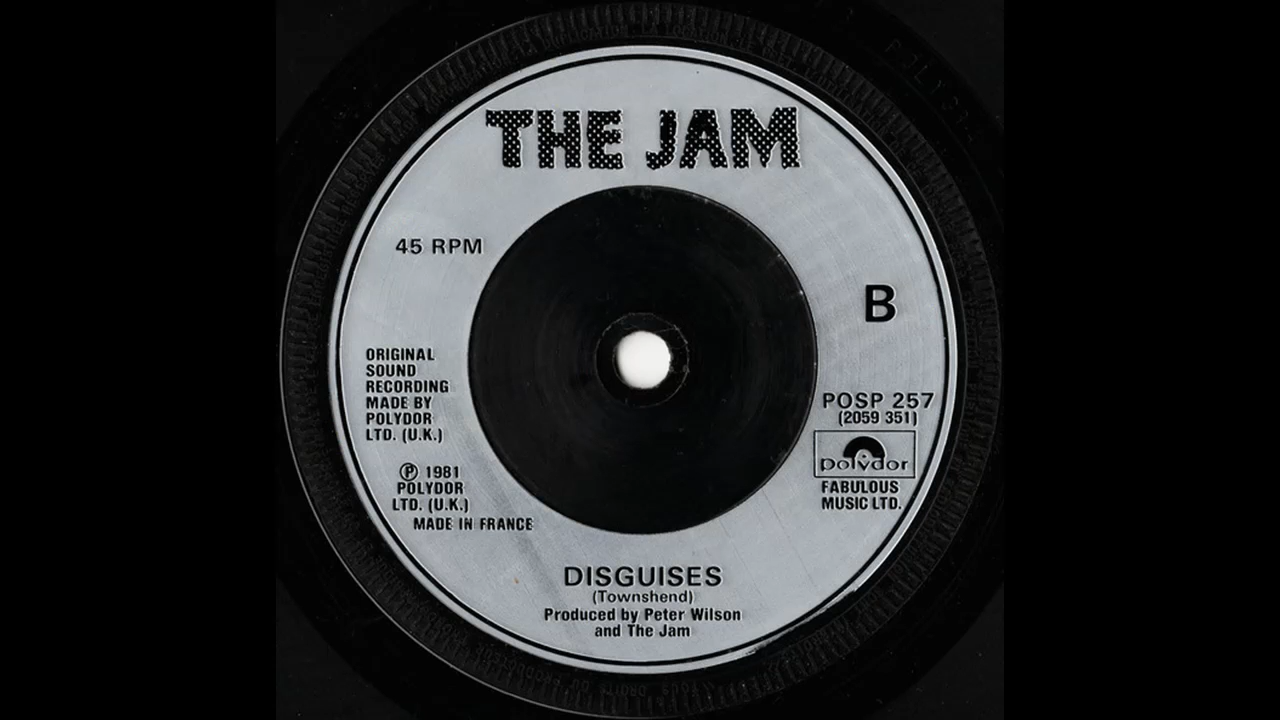 THE JAM
45 RPM
B
ORIGINAL
SOUND
RECORDING
MADE BY
POLYDOR
LTD. (U.K.)
Ⓟ 1981
POLYDOR
LTD. (U.K.)
MADE IN FRANCE
POSP 257
(2059 351)
polydor
FABULOUS
MUSIC LTD.
DISGUISES
(Townshend)
Produced by Peter Wilson
and The Jam